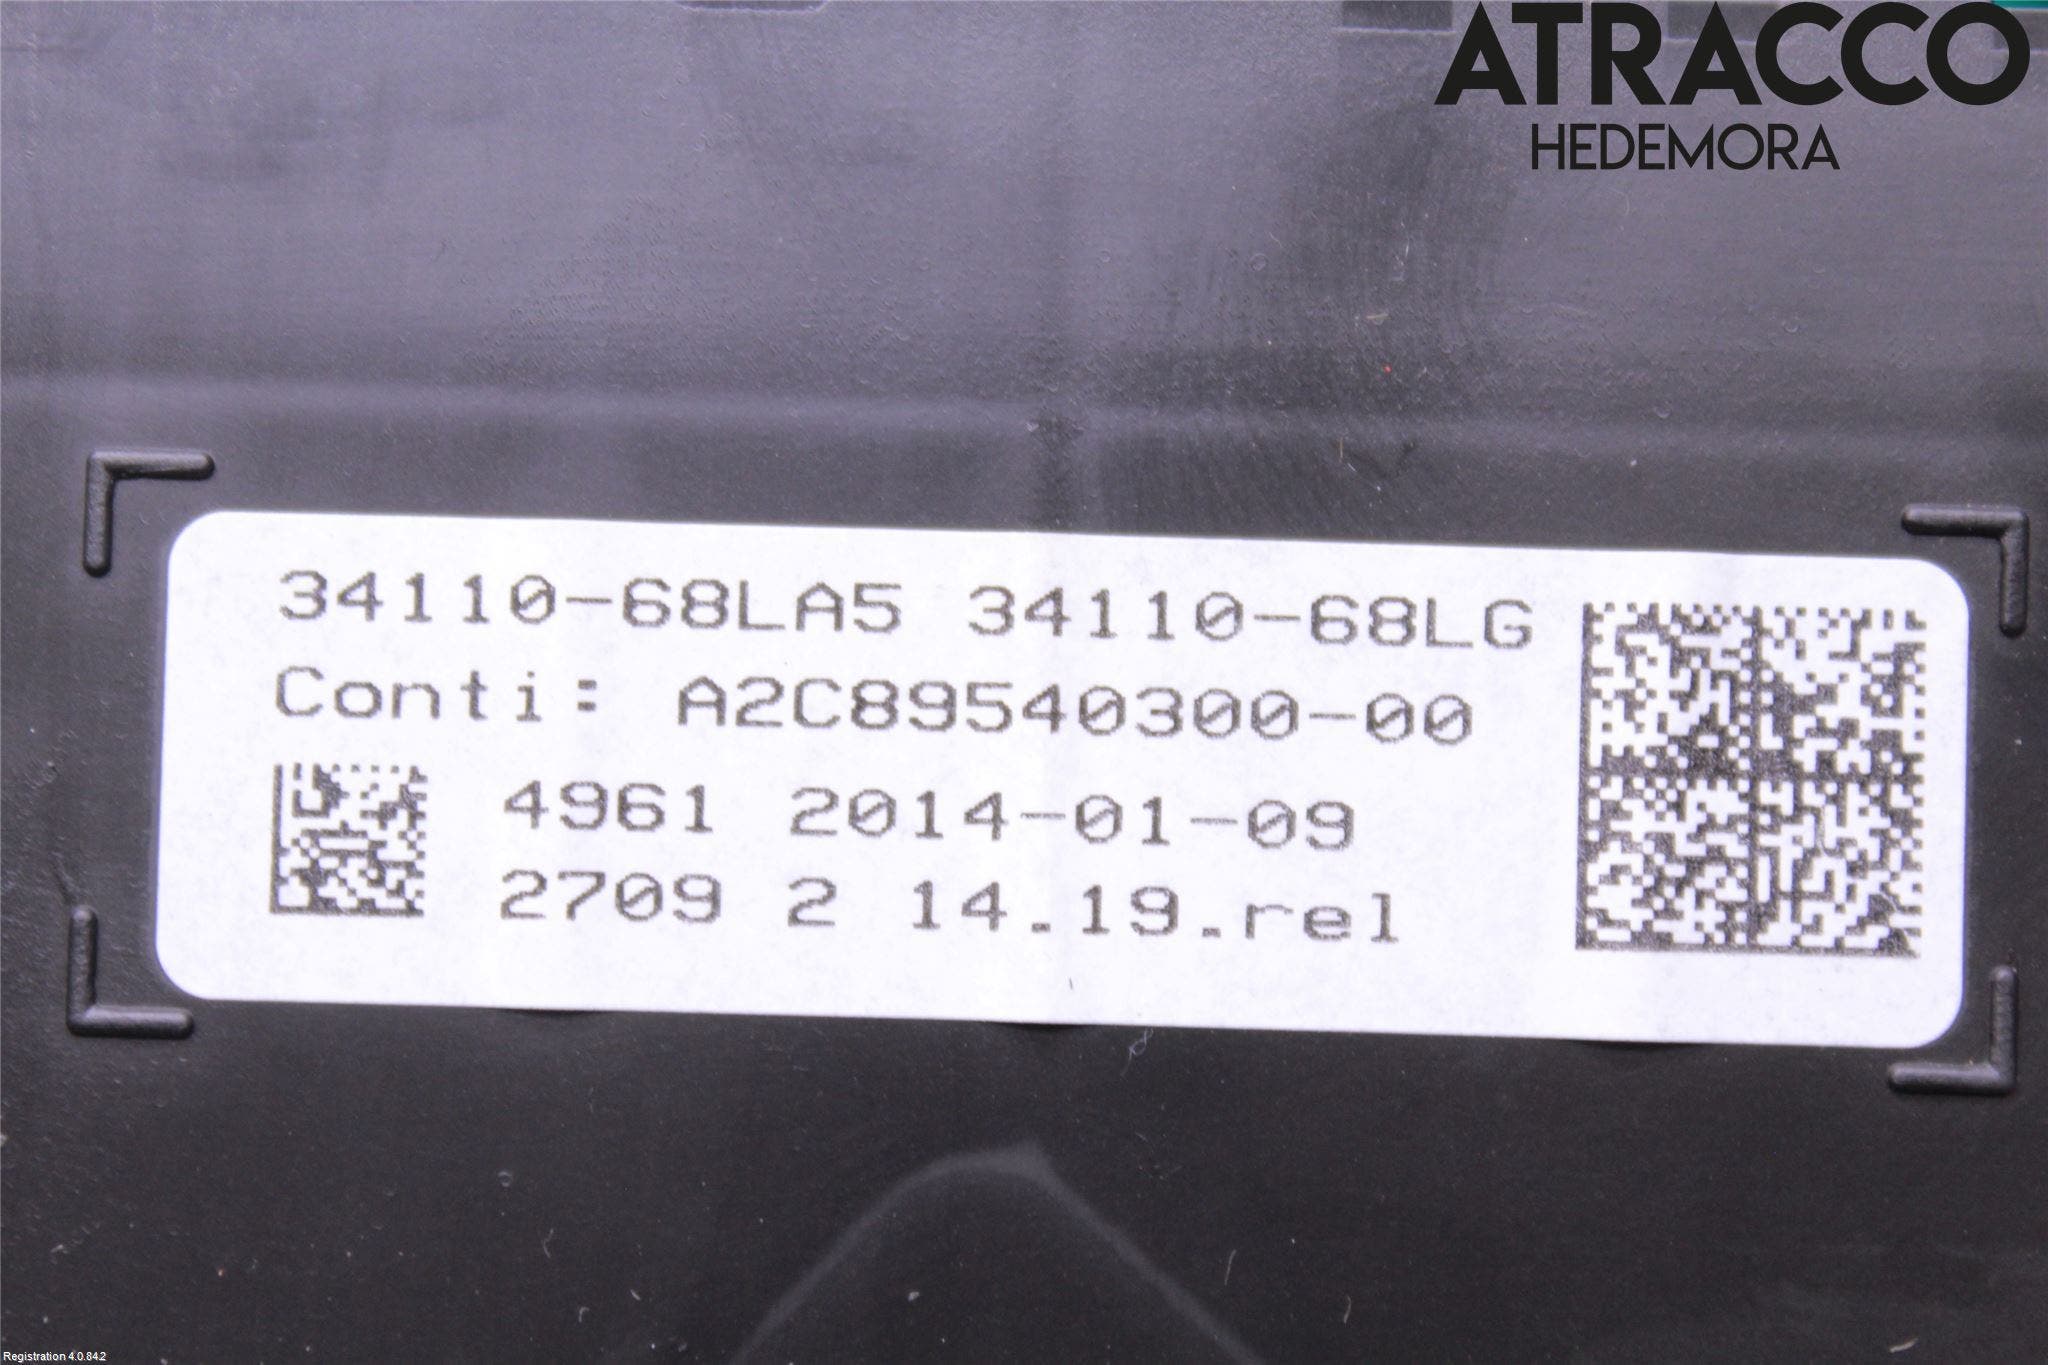 ATRACCO
HEDEMORA
34110-68LA5 34110-68LG
Conti: A2C89540300-00
4961 2014-01-09
2709 2 14.19.rel
Registration 4.0.84.2